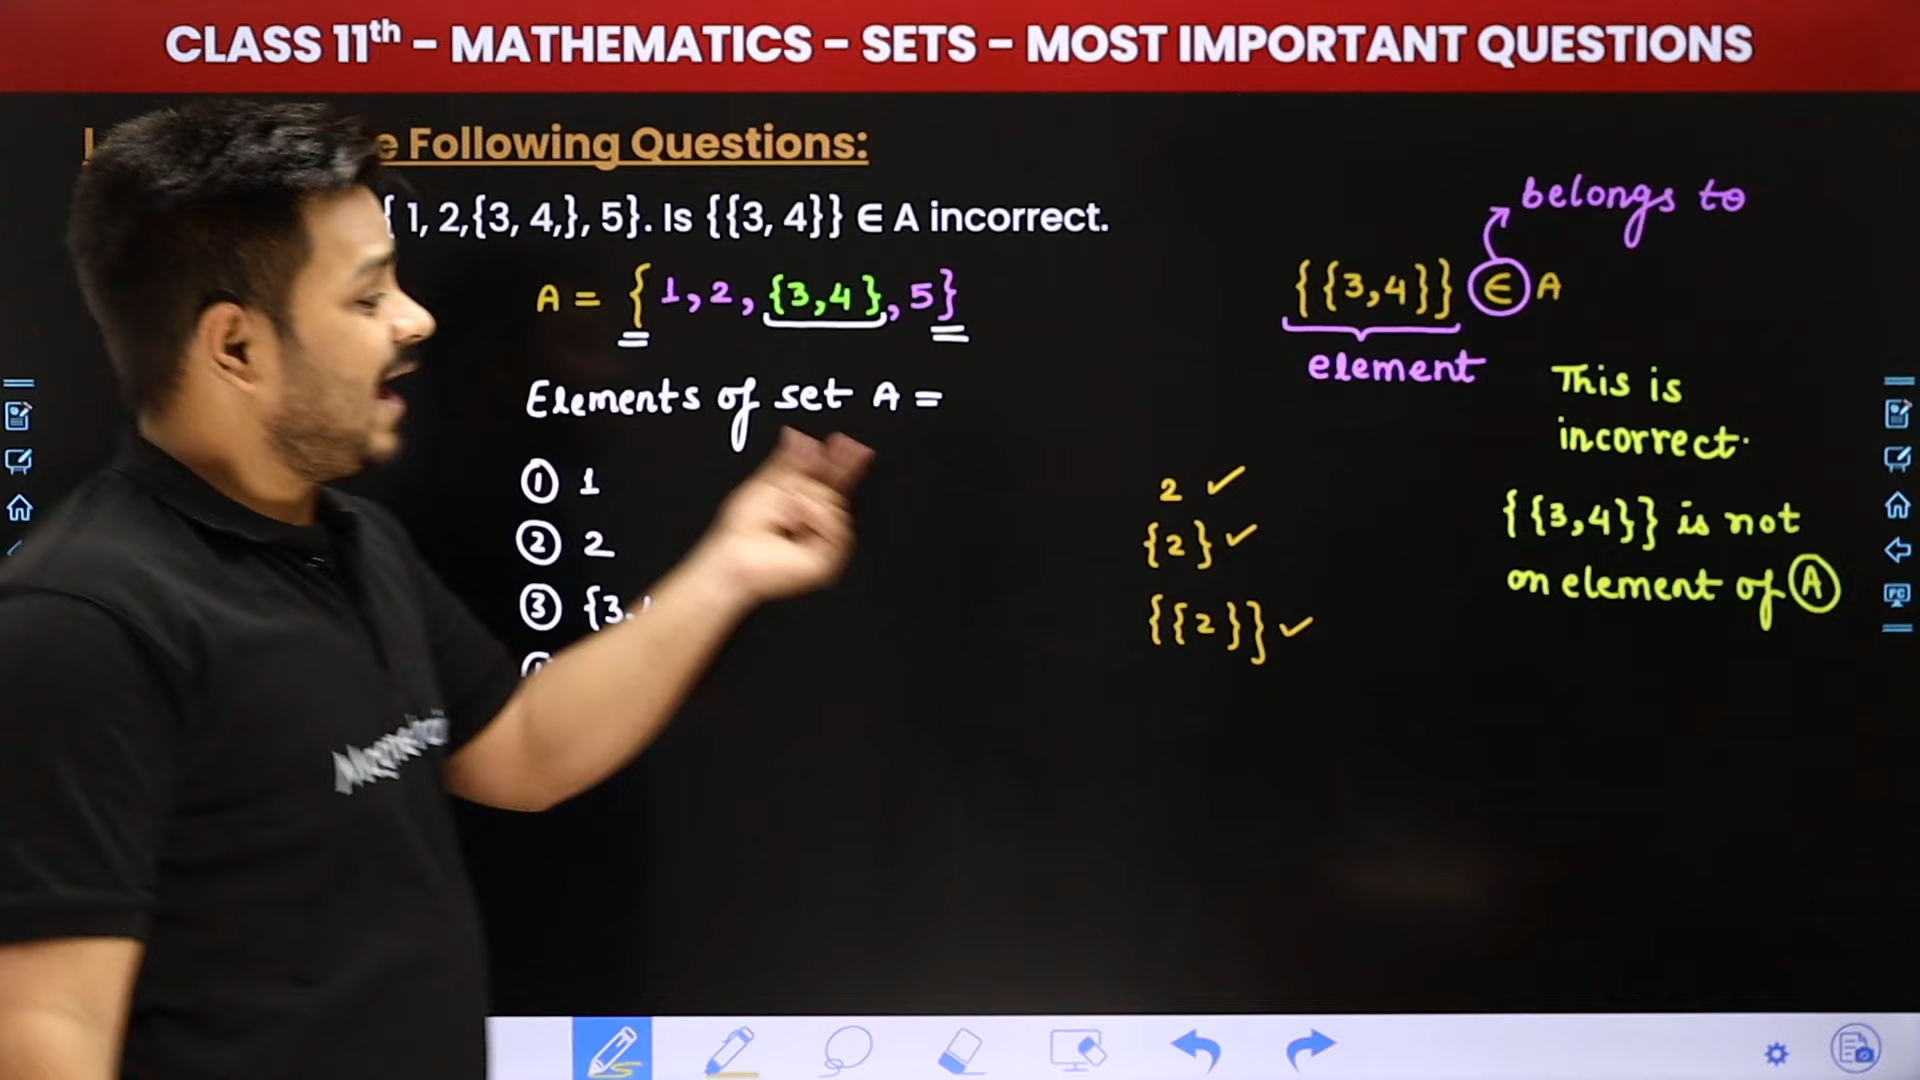 CLASS 11th - MATHEMATICS - SETS - MOST IMPORTANT QUESTIONS
Following Questions:
{ 1, 2,{3, 4,}, 5}. Is {{3, 4}} ∈ A incorrect.
belongs to
A = { 1, 2, {3,4}, 5}
{{3,4}} ∈ A
element
Elements of set A =
This is
incorrect.
① 1
② 2
③ {3,
2 ✓
{2} ✓
{{2}} ✓
{{3,4}} is not
on element of A